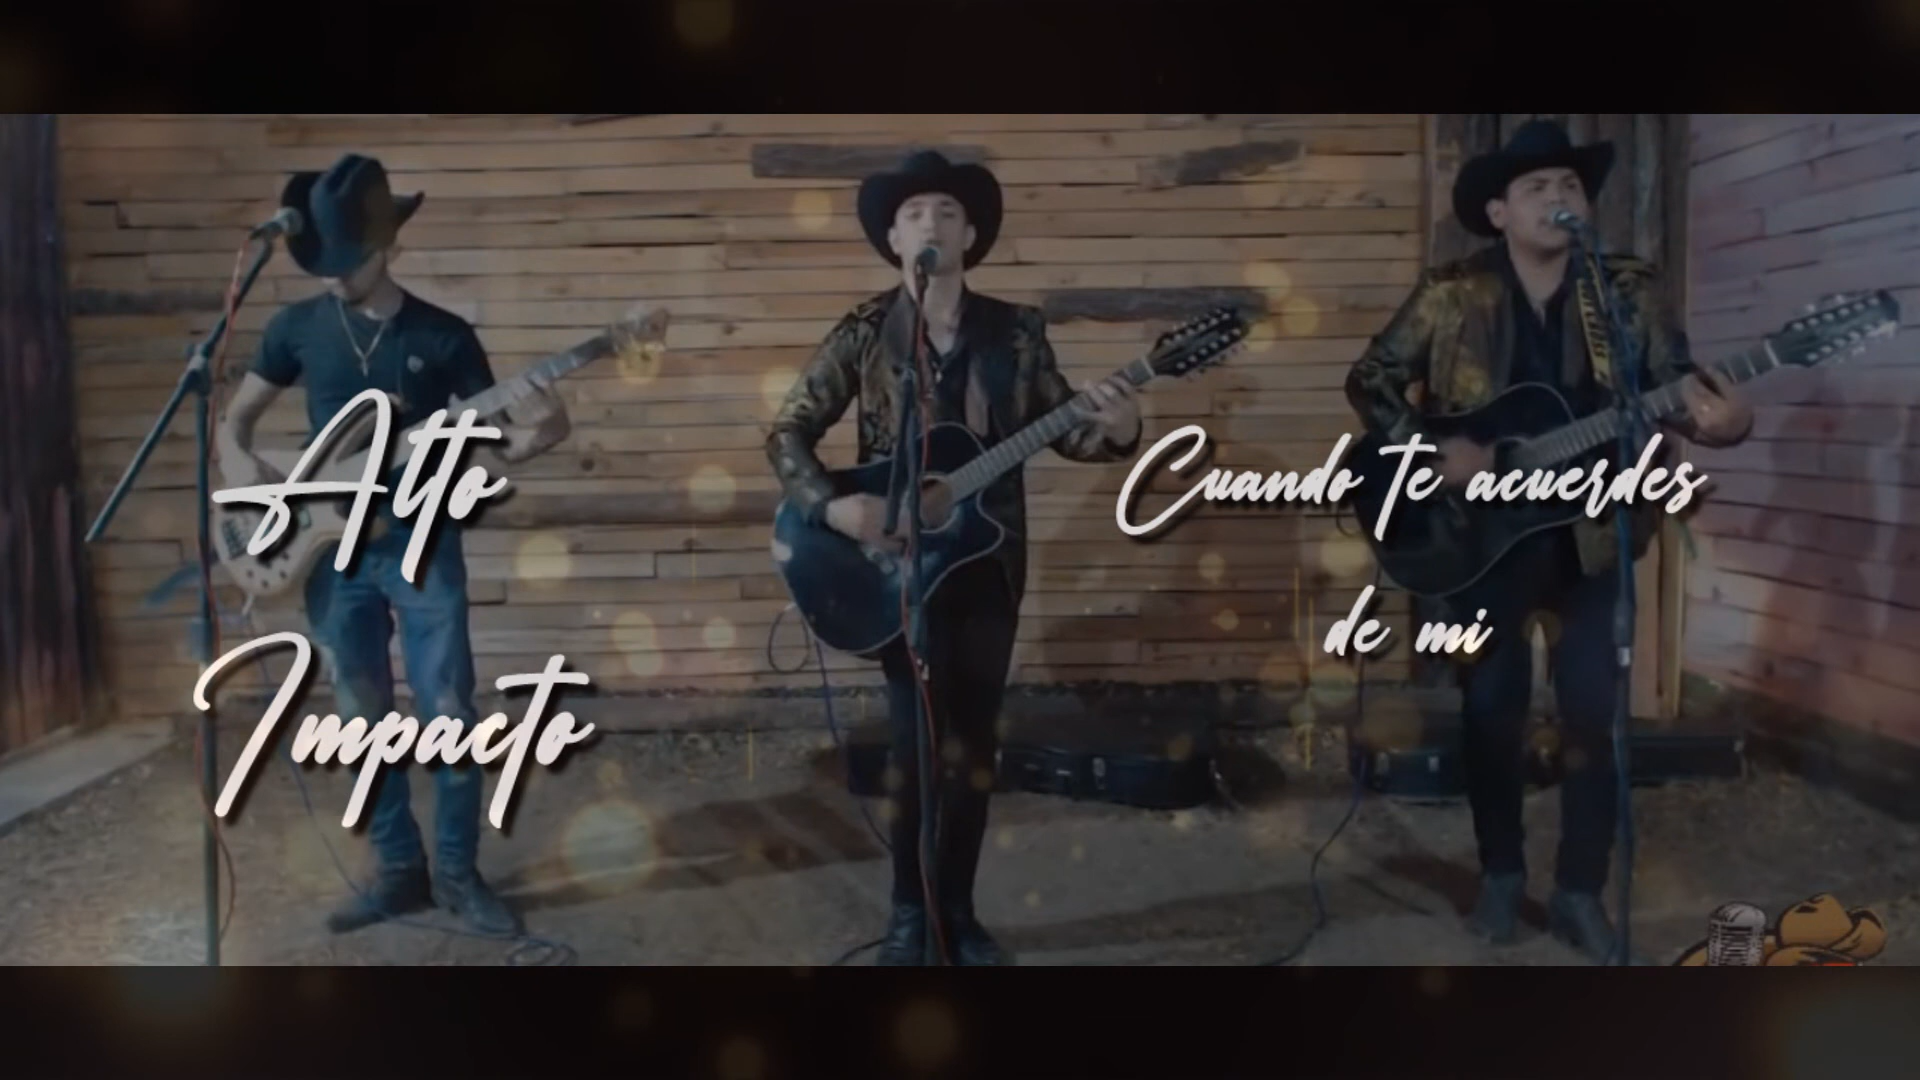 Alto
Impacto
Cuando te acuerdes
de mi